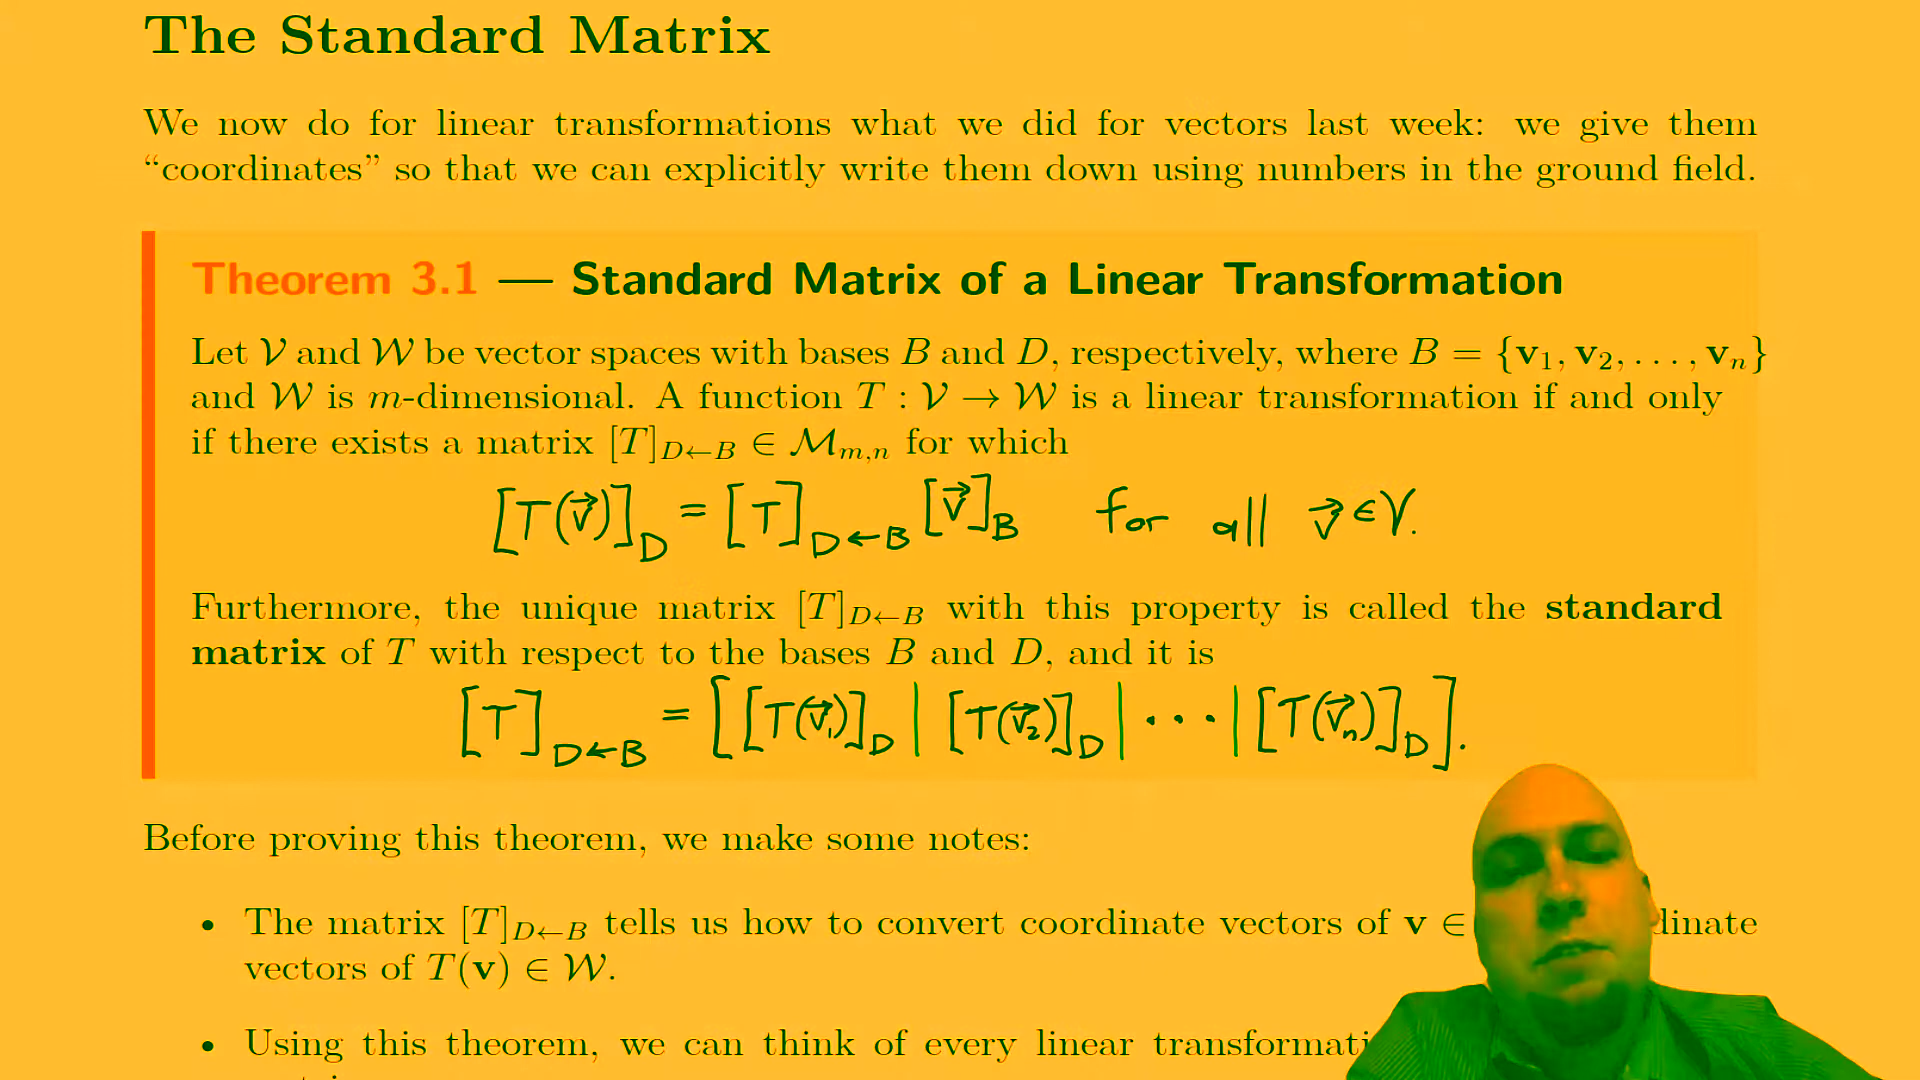 The Standard Matrix
We now do for linear transformations what we did for vectors last week: we give them
“coordinates” so that we can explicitly write them down using numbers in the ground field.
Theorem 3.1 — Standard Matrix of a Linear Transformation
Let 𝒱 and 𝒲 be vector spaces with bases B and D, respectively, where B = {v₁, v₂, . . . , vₙ}
and 𝒲 is m-dimensional. A function T : 𝒱 → 𝒲 is a linear transformation if and only
if there exists a matrix [T]_{D←B} ∈ ℳ_{m,n} for which
[T(v⃗)]_D = [T]_{D←B} [v⃗]_B for all v⃗ ∈ 𝒱.
Furthermore, the unique matrix [T]_{D←B} with this property is called the standard
matrix of T with respect to the bases B and D, and it is
[T]_{D←B} = [[T(v⃗₁)]_D | [T(v⃗₂)]_D | ··· | [T(v⃗ₙ)]_D].
Before proving this theorem, we make some notes:
• The matrix [T]_{D←B} tells us how to convert coordinate vectors of v ∈ dinate
vectors of T(v) ∈ 𝒲.
• Using this theorem, we can think of every linear transformati